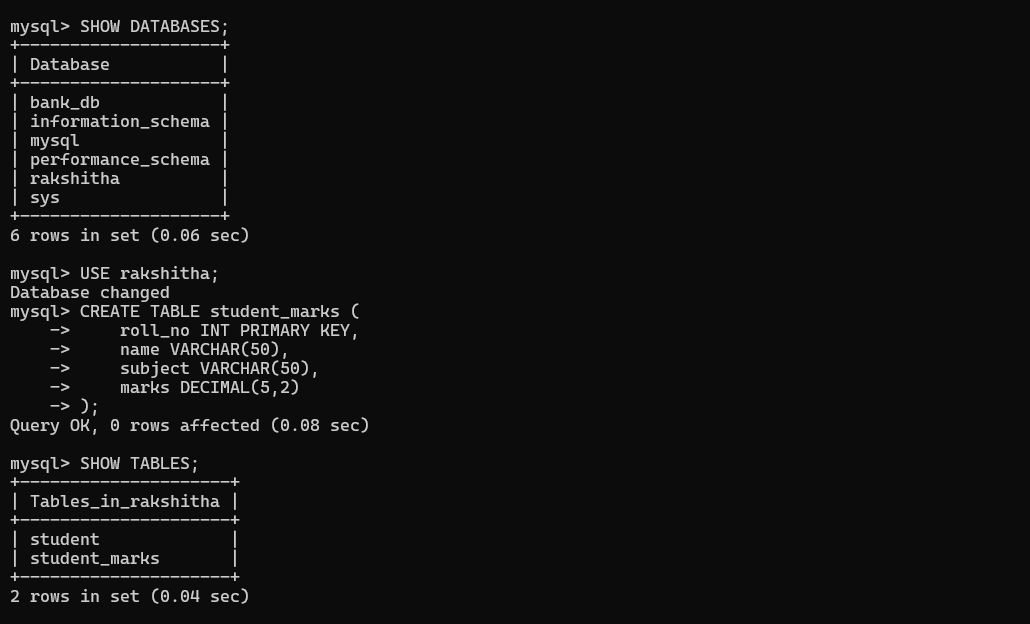 mysql> SHOW DATABASES;
+--------------------+
| Database           |
+--------------------+
| bank_db            |
| information_schema |
| mysql              |
| performance_schema |
| rakshitha          |
| sys                |
+--------------------+
6 rows in set (0.06 sec)

mysql> USE rakshitha;
Database changed
mysql> CREATE TABLE student_marks (
    ->     roll_no INT PRIMARY KEY,
    ->     name VARCHAR(50),
    ->     subject VARCHAR(50),
    ->     marks DECIMAL(5,2)
    -> );
Query OK, 0 rows affected (0.08 sec)

mysql> SHOW TABLES;
+---------------------+
| Tables_in_rakshitha |
+---------------------+
| student             |
| student_marks       |
+---------------------+
2 rows in set (0.04 sec)